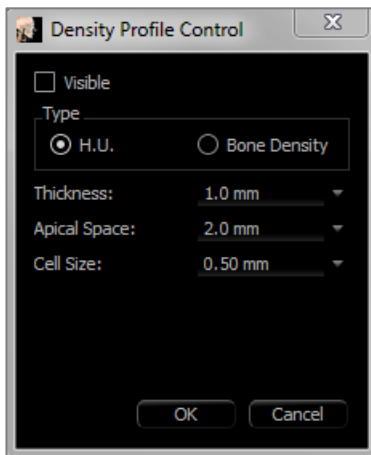 Density Profile Control
Visible
Type
H.U. Bone Density
Thickness: 1.0 mm
Apical Space: 2.0 mm
Cell Size: 0.50 mm
OK Cancel